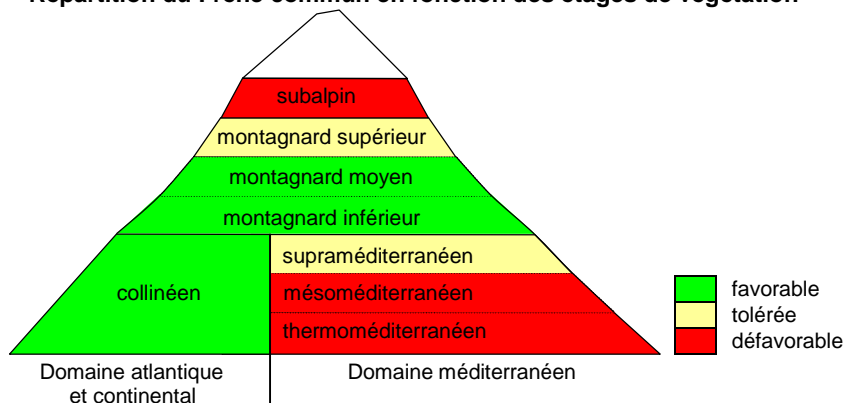 Répartition du Frêne commun en fonction des étages de végétation
subalpin
montagnard supérieur
montagnard moyen
montagnard inférieur
collinéen
supraméditerranéen
mésoméditerranéen
thermoméditerranéen
favorable
tolérée
défavorable
Domaine atlantique
et continental
Domaine méditerranéen